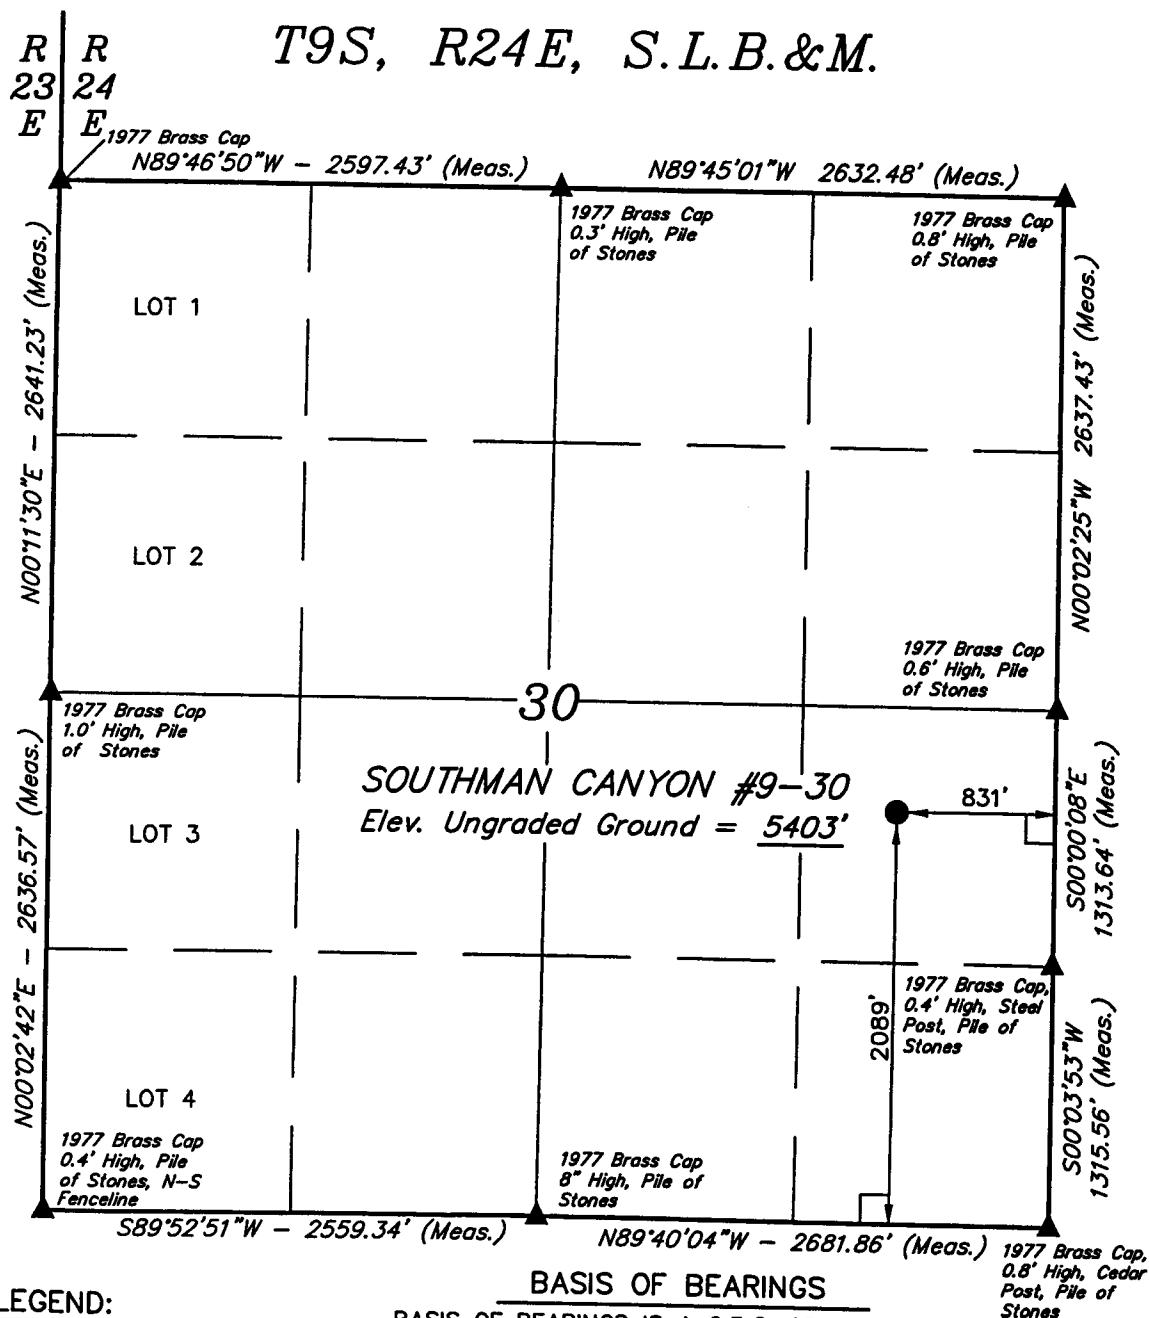 T9S, R24E, S.L.B.&M.
R R
23 24
E E
1977 Brass Cap
N89°46'50"W - 2597.43' (Meas.)
N89°45'01"W 2632.48' (Meas.)
1977 Brass Cap
0.3' High, Pile
of Stones
1977 Brass Cap
0.8' High, Pile
of Stones
N00°11'30"E - 2641.23' (Meas.)
LOT 1
N00°02'25"W 2637.43' (Meas.)
LOT 2
1977 Brass Cap
0.6' High, Pile
of Stones
30
1977 Brass Cap
1.0' High, Pile
of Stones
SOUTHMAN CANYON #9-30
Elev. Ungraded Ground = 5403'
831'
S00°00'08"E
1313.64' (Meas.)
LOT 3
N00°02'42"E - 2636.57' (Meas.)
2089'
1977 Brass Cap,
0.4' High, Steel
Post, Pile of
Stones
S00°03'53"W
1315.56' (Meas.)
LOT 4
1977 Brass Cap
0.4' High, Pile
of Stones, N-S
Fenceline
1977 Brass Cap
8" High, Pile of
Stones
S89°52'51"W - 2559.34' (Meas.)
N89°40'04"W - 2681.86' (Meas.)
1977 Brass Cap,
0.8' High, Cedar
Post, Pile of
Stones
LEGEND:
BASIS OF BEARINGS
BASIS OF BEARINGS